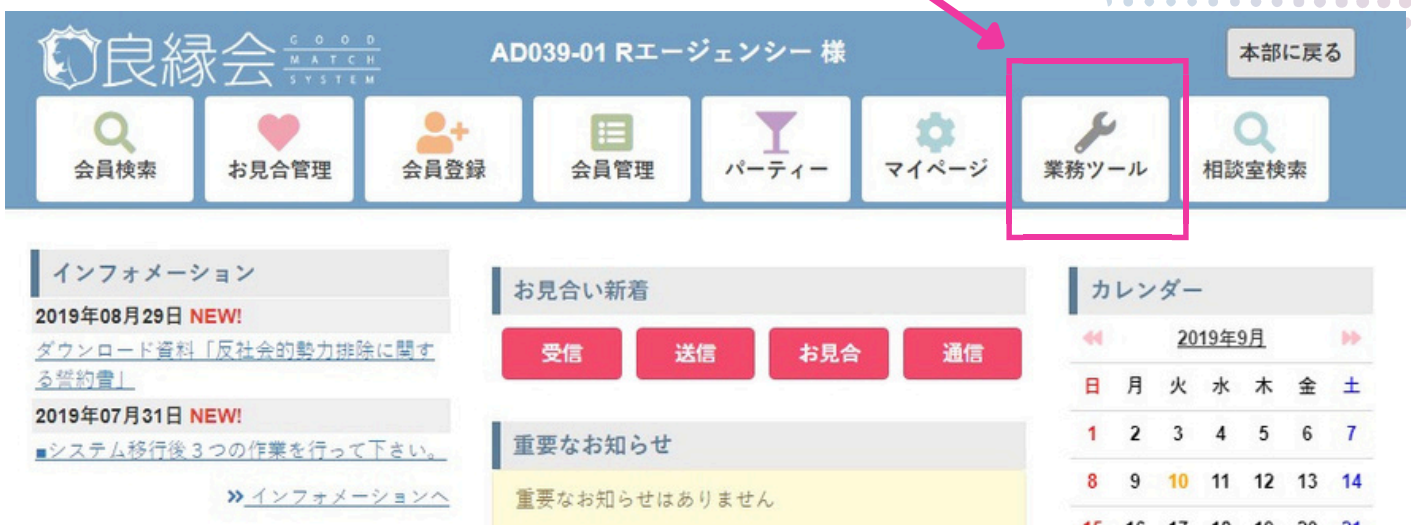 良縁会 GOOD
MATCH
SYSTEM
AD039-01 Rエージェンシー 様
本部に戻る
会員検索
お見合管理
会員登録
会員管理
パーティー
マイページ
業務ツール
相談室検索
インフォメーション
2019年08月29日 NEW!
ダウンロード資料「反社会的勢力排除に関す
る誓約書」
2019年07月31日 NEW!
■システム移行後３つの作業を行って下さい。
» インフォメーションへ
お見合い新着
受信 送信 お見合 通信
重要なお知らせ
重要なお知らせはありません
カレンダー
2019年9月
日 月 火 水 木 金 土
1 2 3 4 5 6 7
8 9 10 11 12 13 14